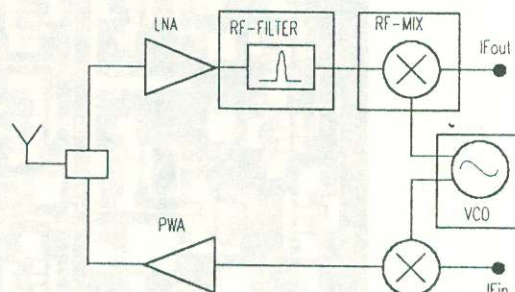 LNA
RF-FILTER
RF-MIX
IFout
VCO
PWA
IFin